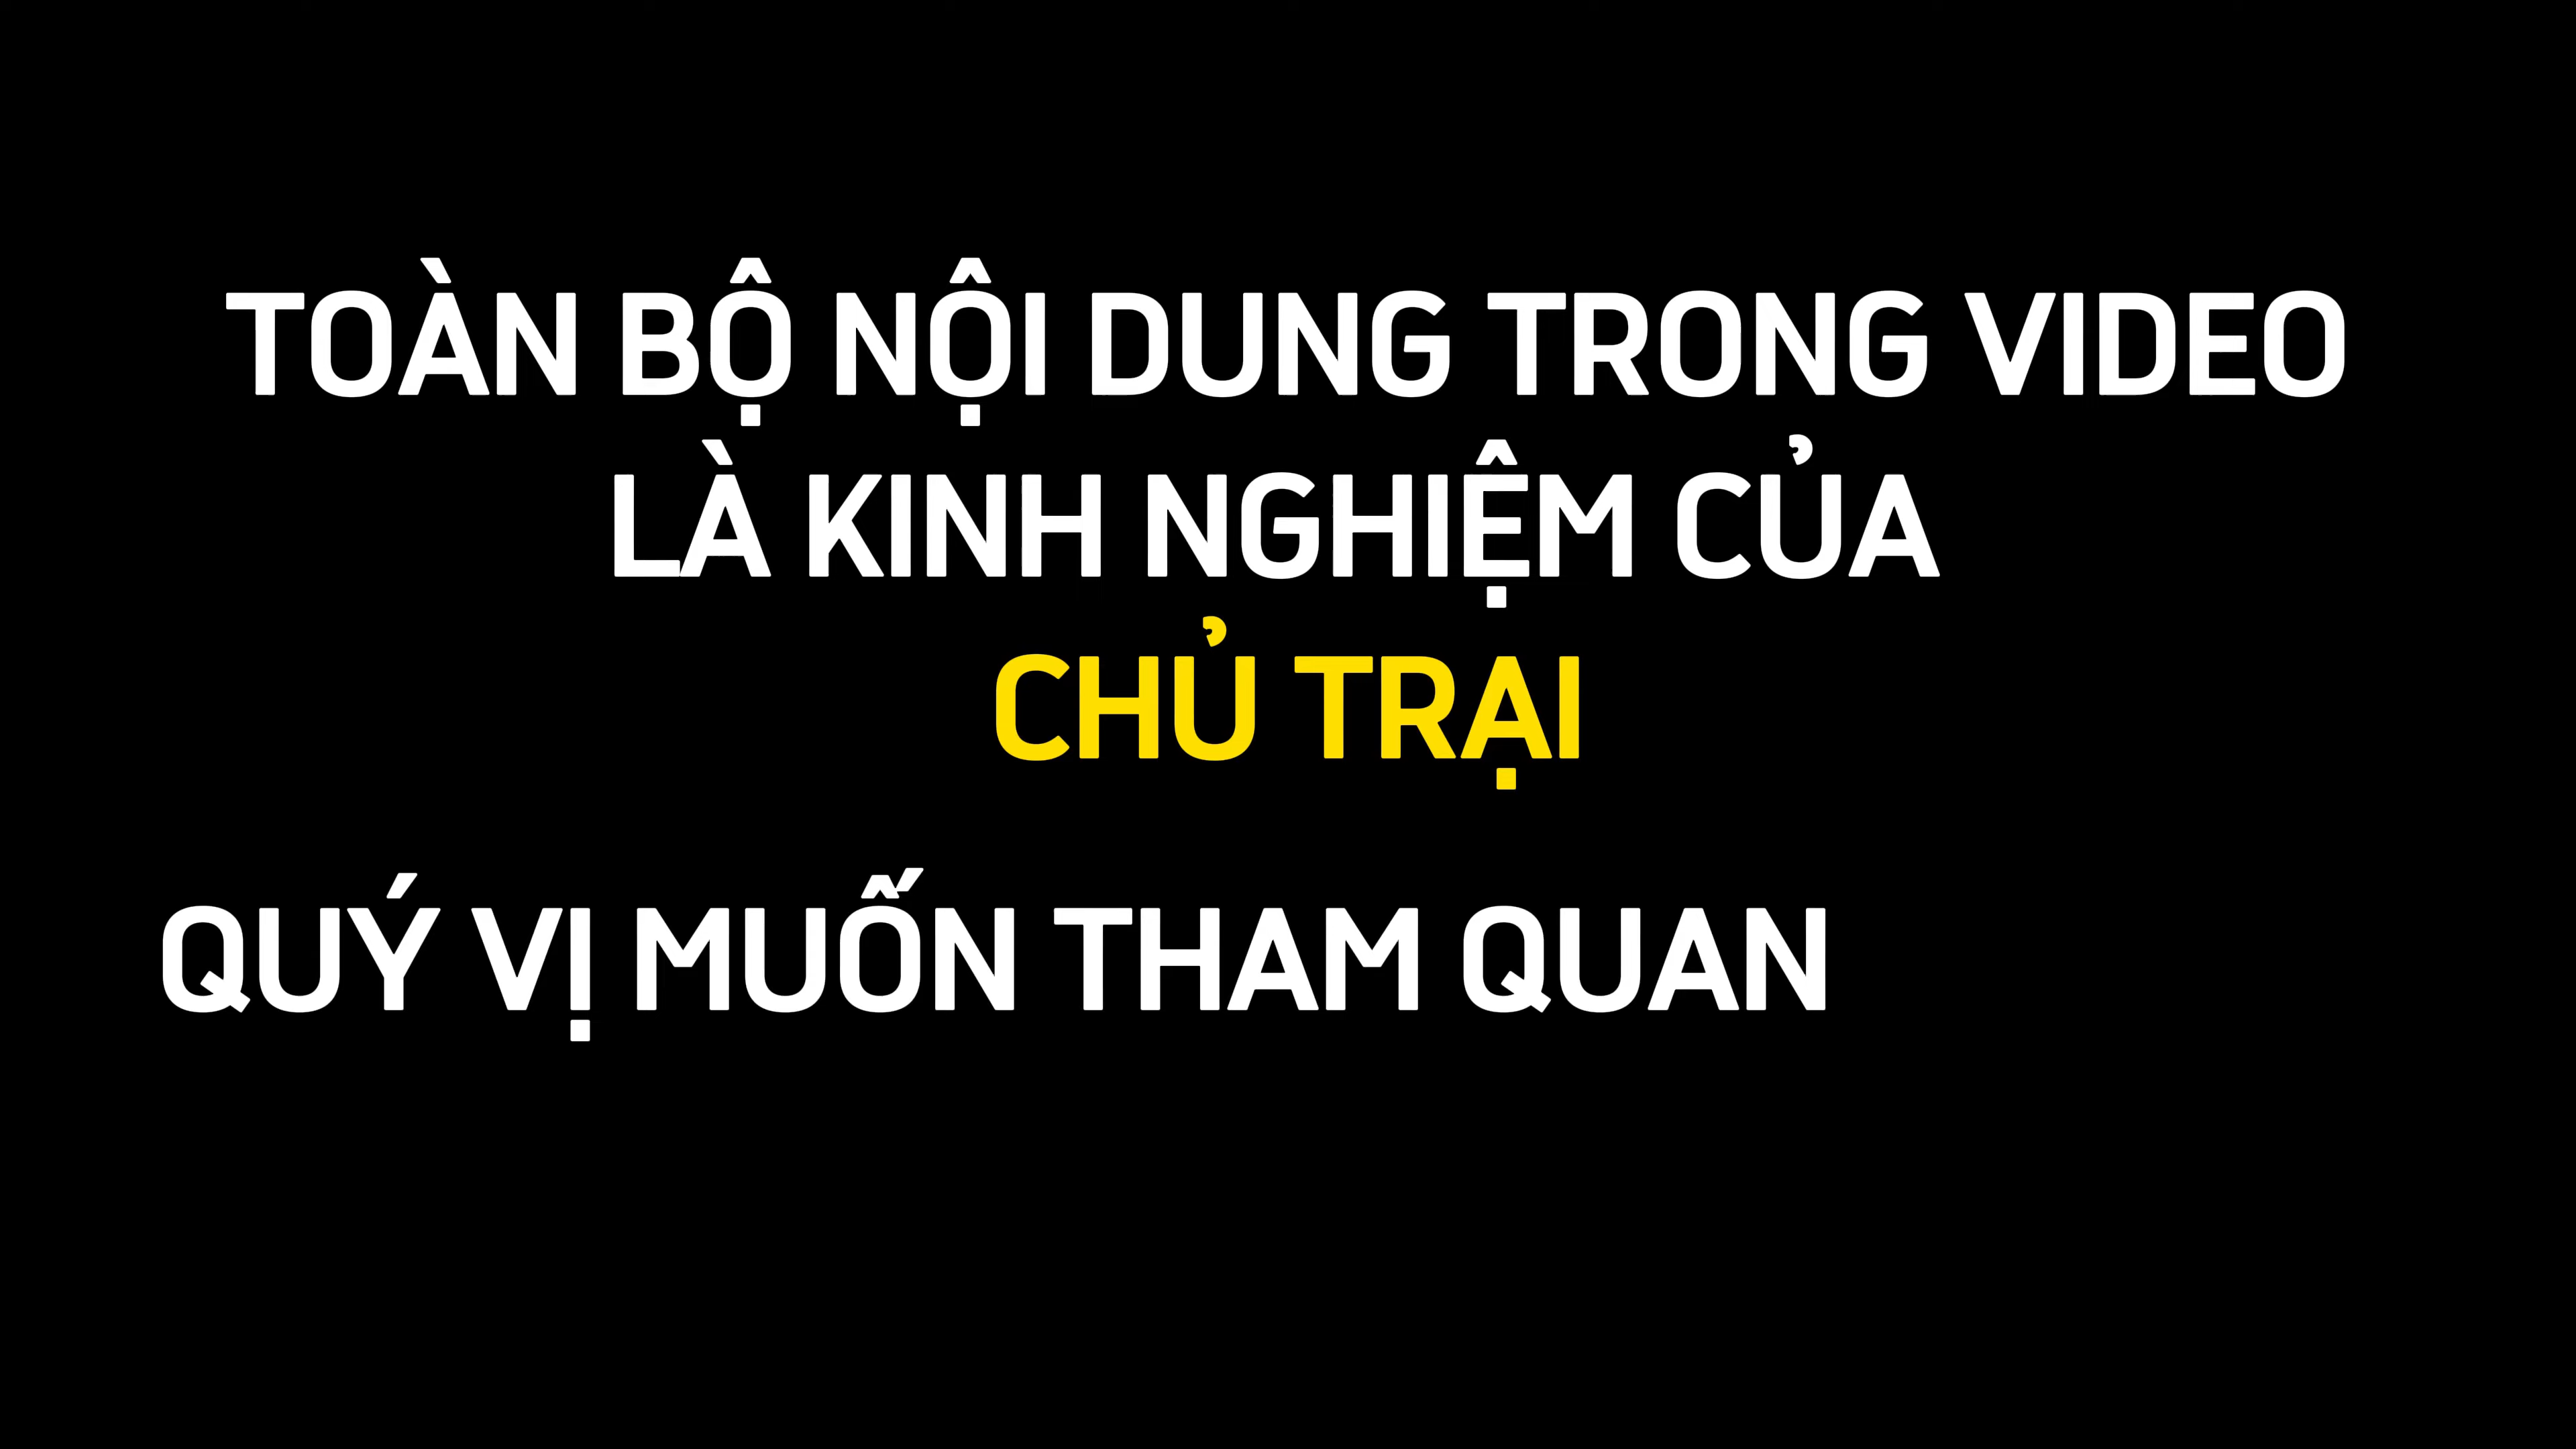 TOÀN BỘ NỘI DUNG TRONG VIDEO
LÀ KINH NGHIỆM CỦA
CHỦ TRẠI
QUÝ VỊ MUỐN THAM QUAN